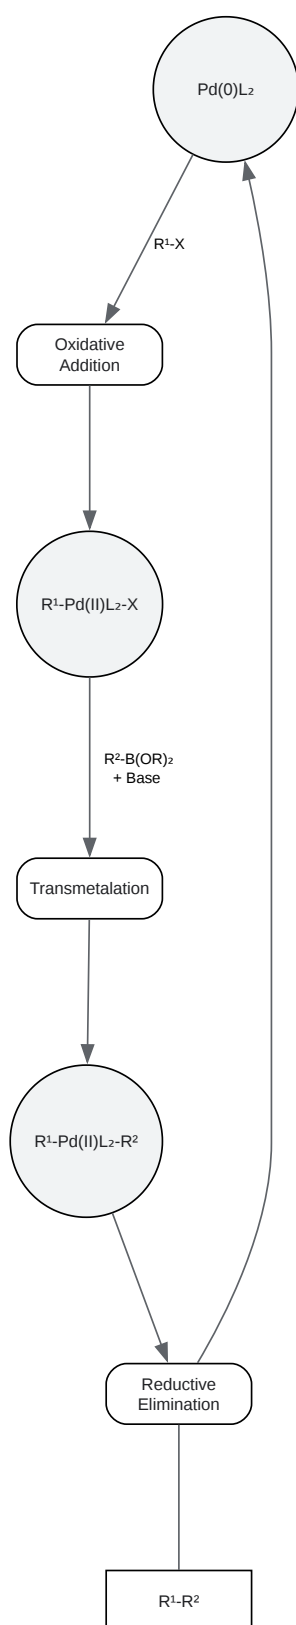 Pd(0)L₂
R¹-X
Oxidative
Addition
R¹-Pd(II)L₂-X
R²-B(OR)₂
+ Base
Transmetalation
R¹-Pd(II)L₂-R²
Reductive
Elimination
R¹-R²